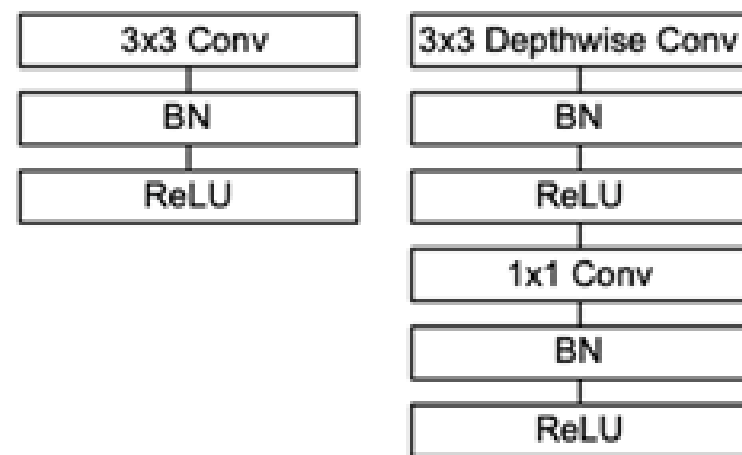 3x3 Conv
BN
ReLU
3x3 Depthwise Conv
BN
ReLU
1x1 Conv
BN
ReLU